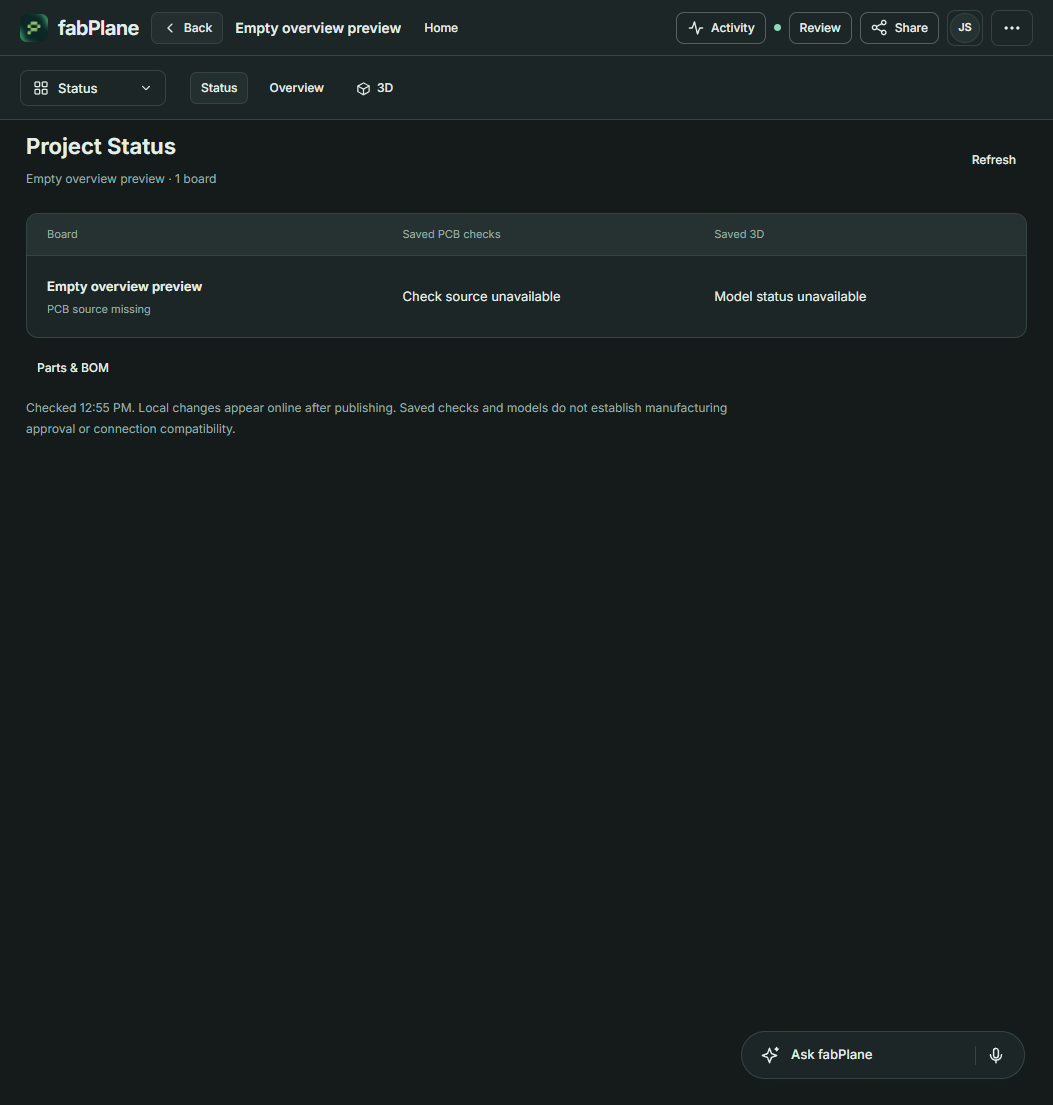 fabPlane
Back
Empty overview preview
Home
Activity
Review
Share
JS
Status
Status
Overview
3D
Project Status
Empty overview preview · 1 board
Refresh
Board
Saved PCB checks
Saved 3D
Empty overview preview
PCB source missing
Check source unavailable
Model status unavailable
Parts & BOM
Checked 12:55 PM. Local changes appear online after publishing. Saved checks and models do not establish manufacturing
approval or connection compatibility.
Ask fabPlane